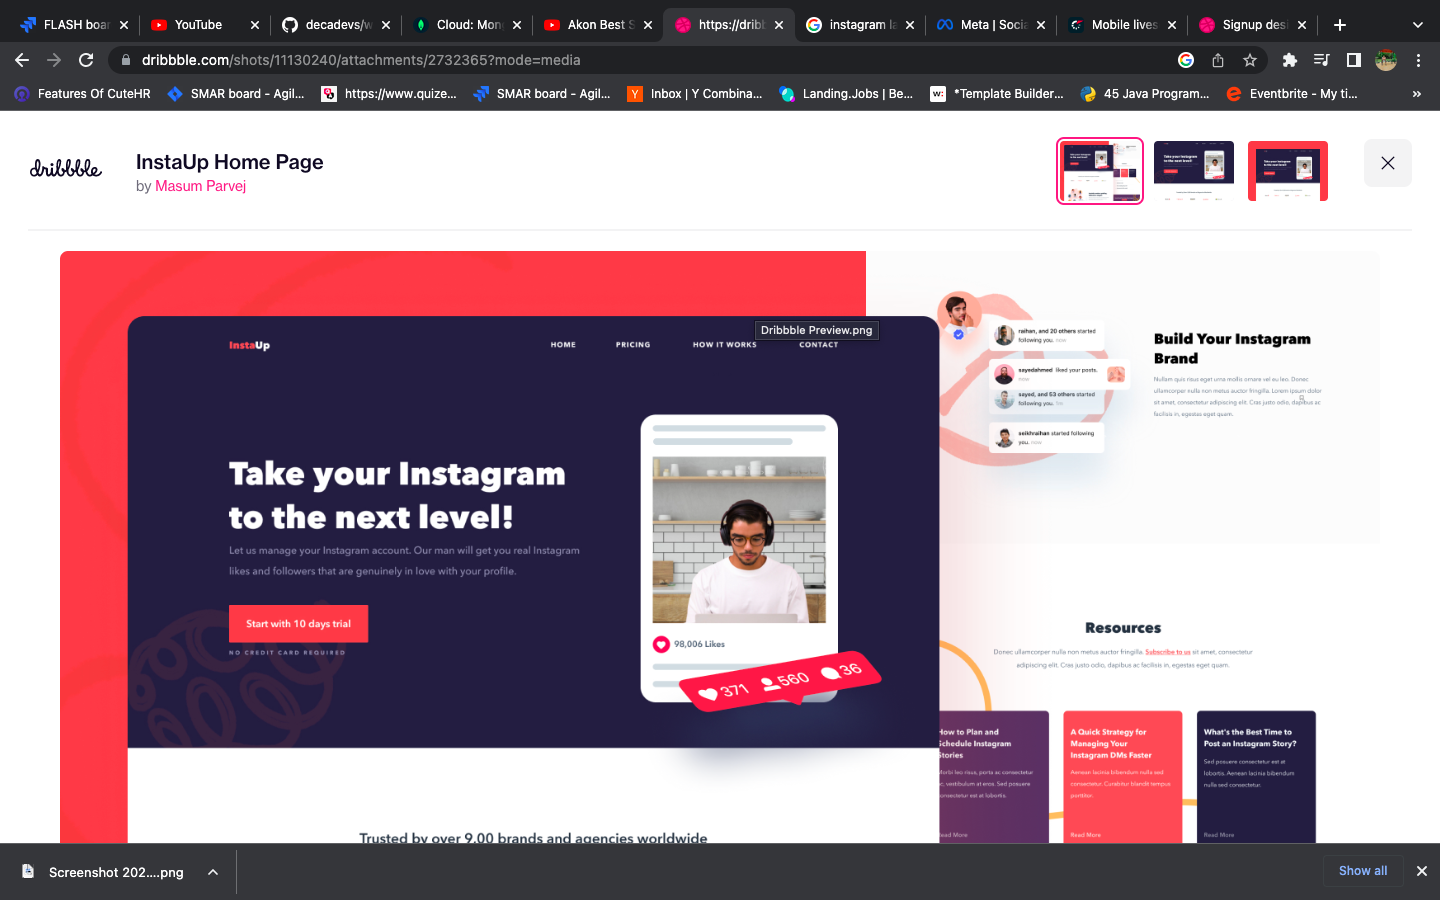 FLASH boar
YouTube
decadevs/w
Cloud: Mon
Akon Best S
https://dribb
instagram la
Meta | Socia
Mobile lives
Signup desi
dribbble.com/shots/11130240/attachments/2732365?mode=media
Features Of CuteHR
SMAR board - Agil...
https://www.quize...
SMAR board - Agil...
Inbox | Y Combina...
Landing.Jobs | Be...
*Template Builder...
45 Java Program...
Eventbrite - My ti...
dribbble
InstaUp Home Page
by Masum Parvej
Dribbble Preview.png
InstaUp
HOME
PRICING
HOW IT WORKS
CONTACT
Take your Instagram
to the next level!
Let us manage your Instagram account. Our man will get you real Instagram
likes and followers that are genuinely in love with your profile.
Start with 10 days trial
NO CREDIT CARD REQUIRED
98,006 Likes
371 560 36
Trusted by over 9,00 brands and agencies worldwide
raihan, and 20 others started
following you. now
sayedahmed liked your posts.
now
sayed, and 53 others started
following you.
seikhraihan started following
you. now
Build Your Instagram
Brand
Nullam quis risus eget urna mollis ornare vel eu leo. Donec
ullamcorper nulla non metus auctor fringilla. Lorem ipsum dolor
sit amet, consectetur adipiscing elit. Cras justo odio, dapibus ac
facilisis in, egestas eget quam.
Resources
Donec ullamcorper nulla non metus auctor fringilla. Subscribe to us sit amet, consectetur
adipiscing elit. Cras justo odio, dapibus ac facilisis in, egestas eget quam.
How to Plan and
Schedule Instagram
Stories
Morbi leo risus, porta ac consectetur
ac, vestibulum at eros. Sed posuere
consectetur est at lobortis.
Read More
A Quick Strategy for
Managing Your
Instagram DMs Faster
Aenean lacinia bibendum nulla sed
consectetur. Curabitur blandit tempus
porttitor.
Read More
What's the Best Time to
Post an Instagram Story?
Sed posuere consectetur est at
lobortis. Aenean lacinia bibendum
nulla sed consectetur.
Read More
Screenshot 202....png
Show all